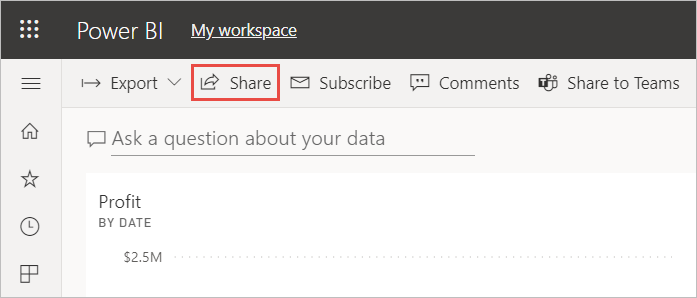 Power BI My workspace
Export Share Subscribe Comments Share to Teams
Ask a question about your data
Profit
BY DATE
$2.5M